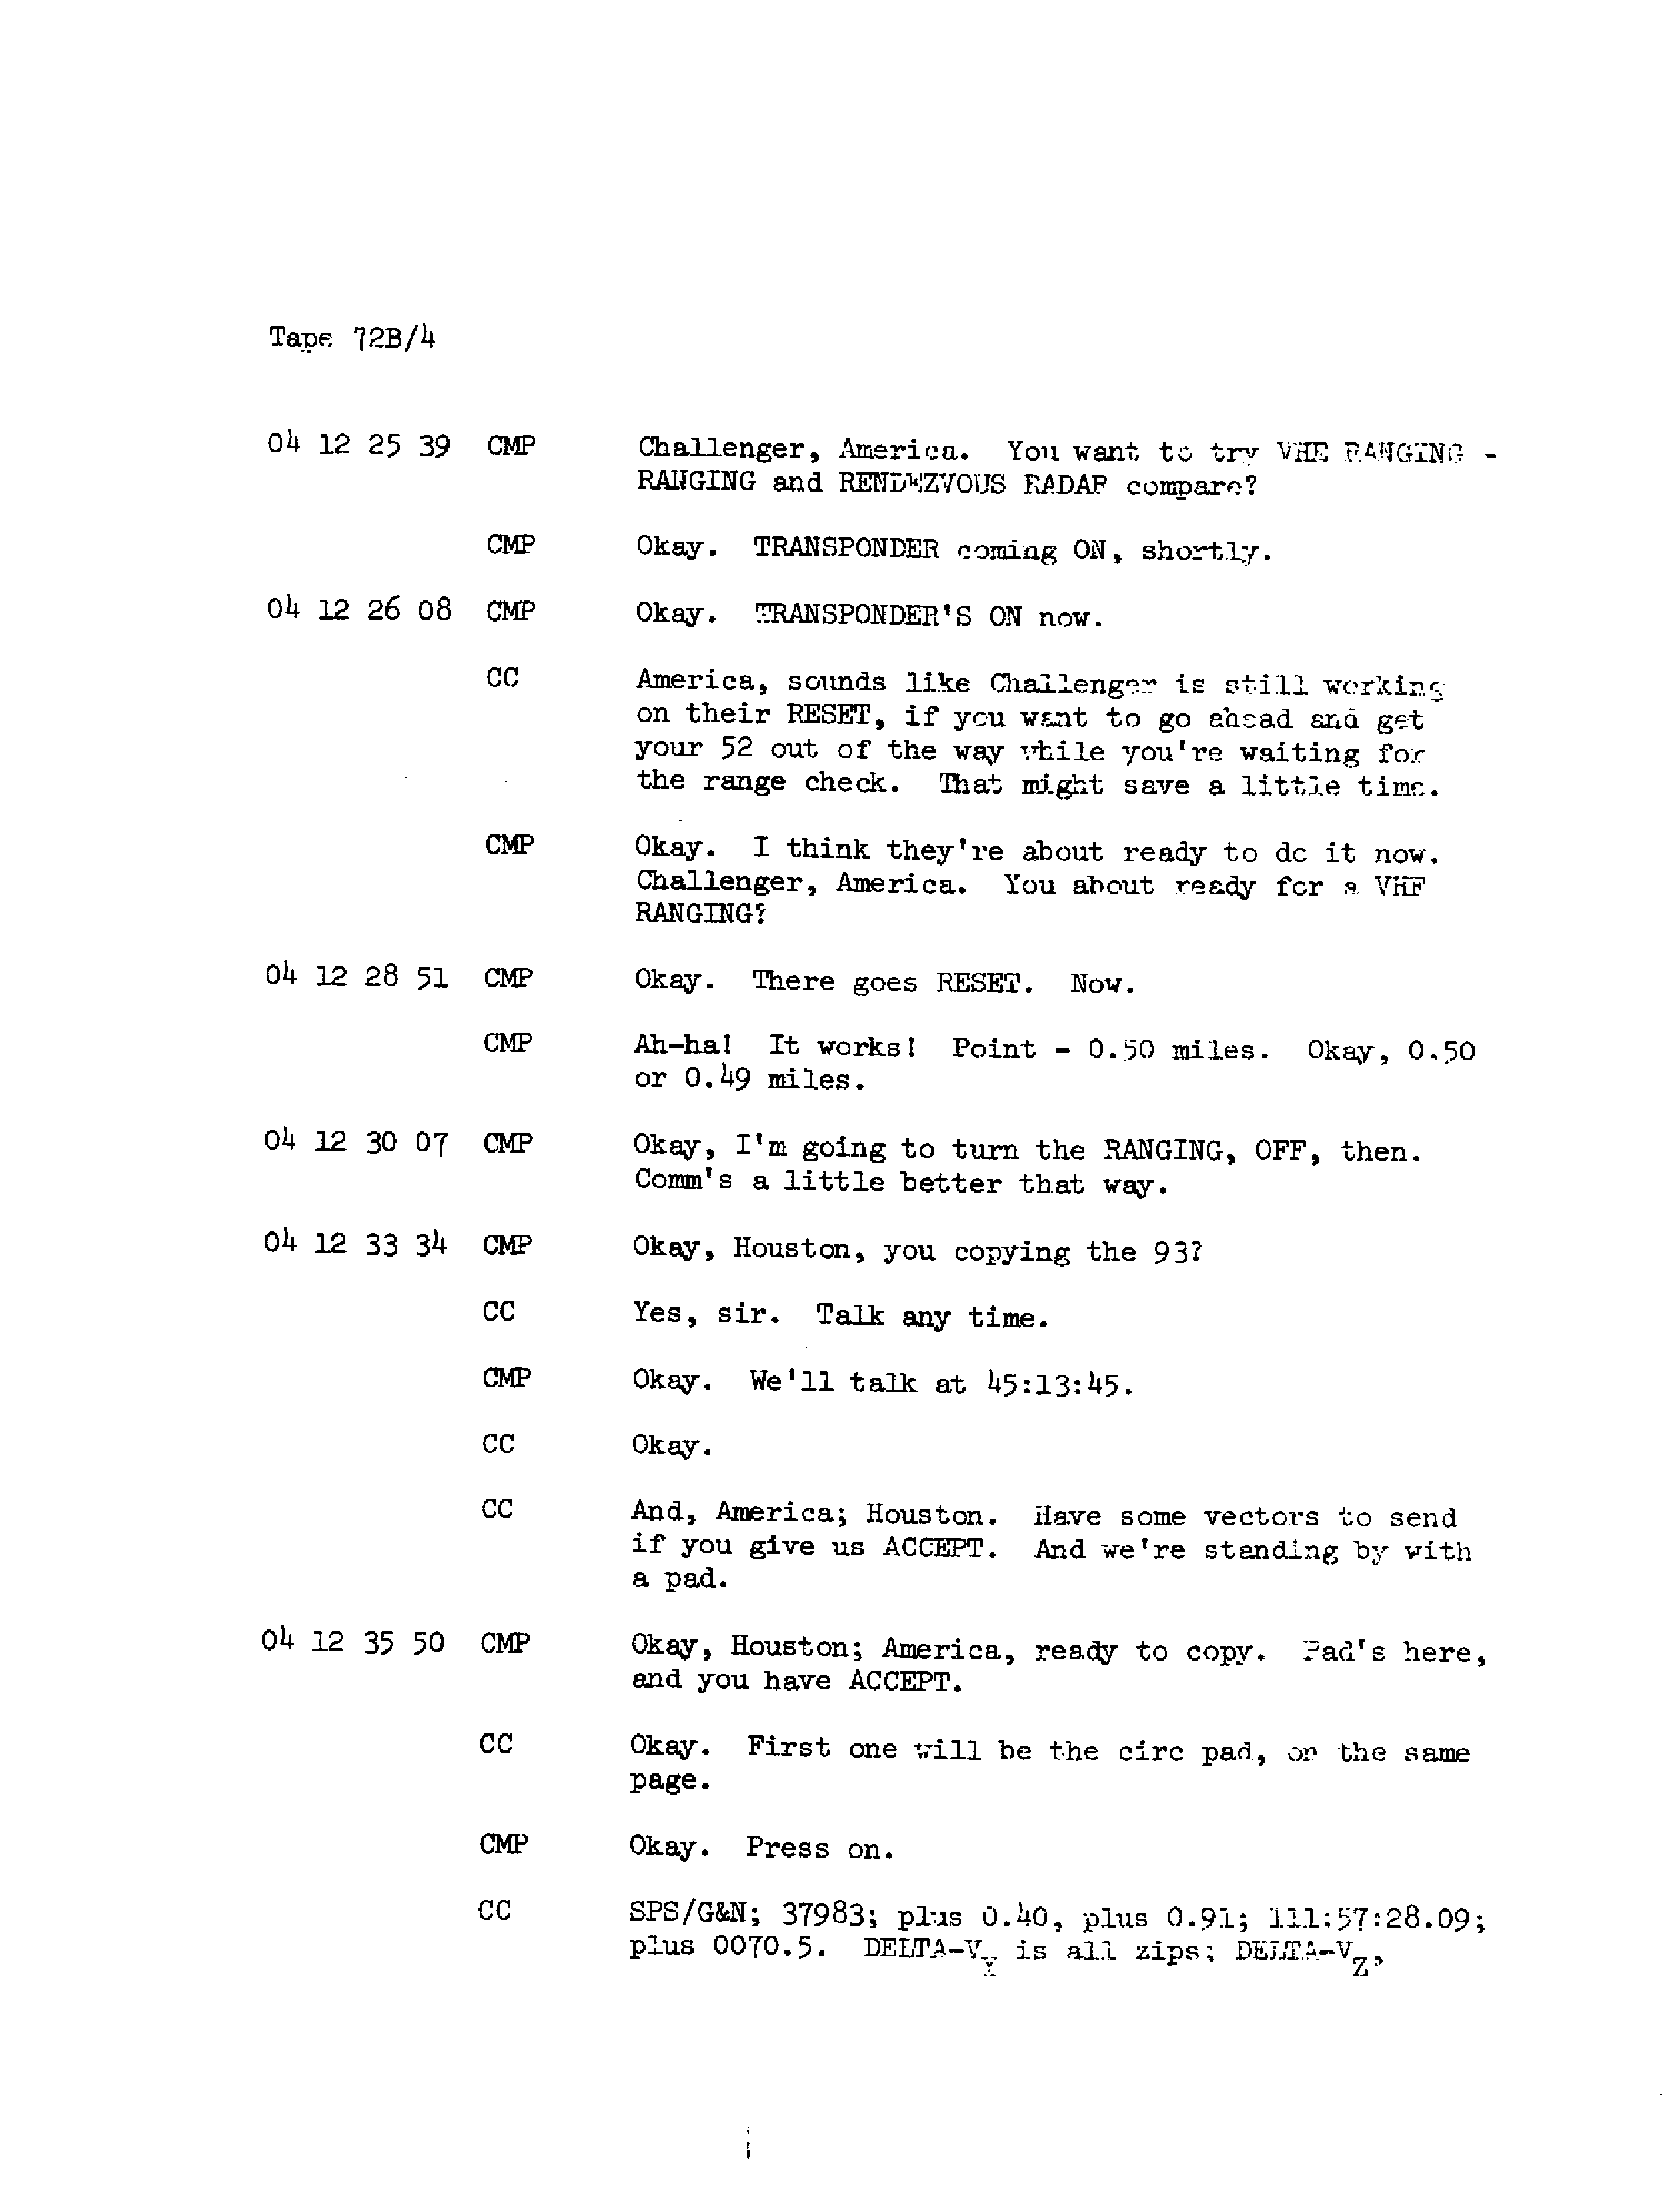 Tape 72B/4
04 12 25 39 CMP Challenger, America. You want to try VHF RANGING -
RANGING and RENDEZVOUS RADAR compare?
CMP Okay. TRANSPONDER coming ON, shortly.
04 12 26 08 CMP Okay. TRANSPONDER'S ON now.
CC America, sounds like Challenger is still working
on their RESET, if you want to go ahead and get
your 52 out of the way while you're waiting for
the range check. That might save a little time.
CMP Okay. I think they're about ready to do it now.
Challenger, America. You about ready for a VHF
RANGING?
04 12 28 51 CMP Okay. There goes RESET. Now.
CMP Ah-ha! It works! Point - 0.50 miles. Okay, 0.50
or 0.49 miles.
04 12 30 07 CMP Okay, I'm going to turn the RANGING, OFF, then.
Comm's a little better that way.
04 12 33 34 CMP Okay, Houston, you copying the 93?
CC Yes, sir. Talk any time.
CMP Okay. We'll talk at 45:13:45.
CC Okay.
CC And, America; Houston. Have some vectors to send
if you give us ACCEPT. And we're standing by with
a pad.
04 12 35 50 CMP Okay, Houston; America, ready to copy. Pad's here,
and you have ACCEPT.
CC Okay. First one will be the circ pad, on the same
page.
CMP Okay. Press on.
CC SPS/G&N; 37983; plus 0.40, plus 0.91; 111:57:28.09;
plus 0070.5. DELTA-VY is all zips; DELTA-VZ,